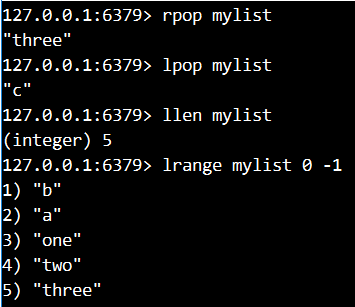 127.0.0.1:6379> rpop mylist
"three"
127.0.0.1:6379> lpop mylist
"c"
127.0.0.1:6379> llen mylist
(integer) 5
127.0.0.1:6379> lrange mylist 0 -1
1) "b"
2) "a"
3) "one"
4) "two"
5) "three"